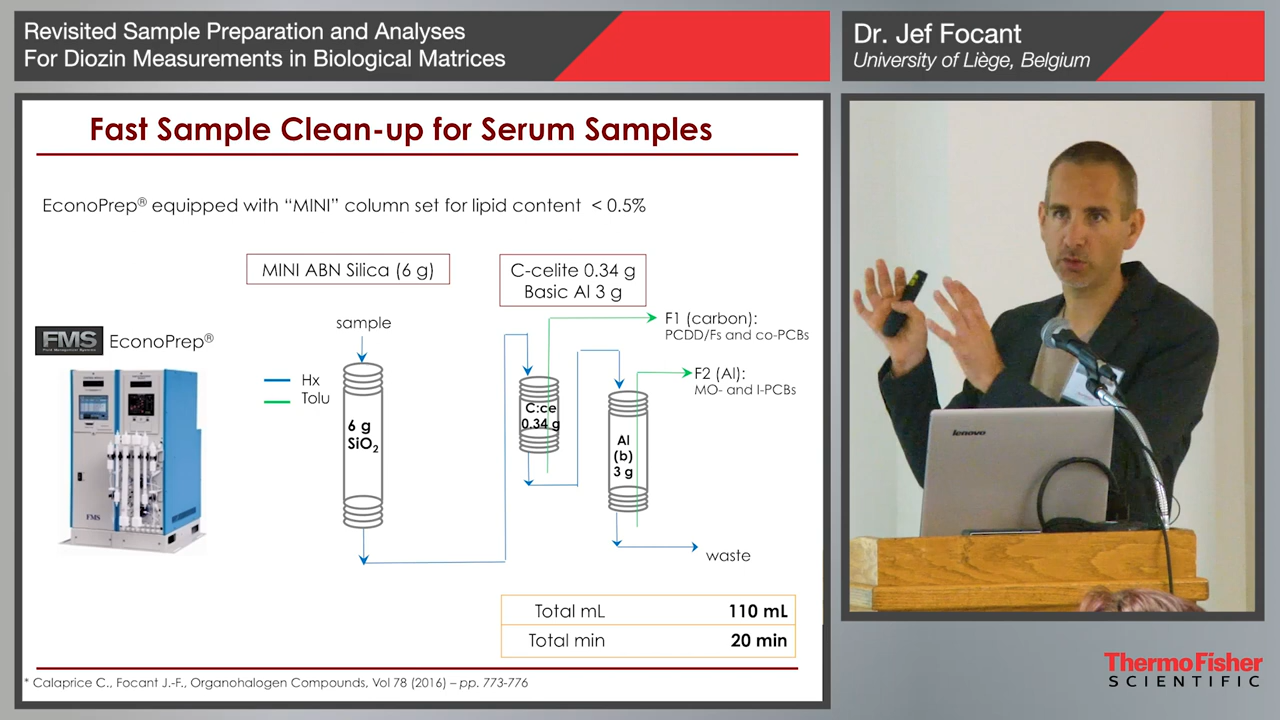 Revisited Sample Preparation and Analyses
For Diozin Measurements in Biological Matrices
Dr. Jef Focant
University of Liège, Belgium
Fast Sample Clean-up for Serum Samples
EconoPrep® equipped with “MINI” column set for lipid content < 0.5%
MINI ABN Silica (6 g)
C-celite 0.34 g
Basic Al 3 g
sample
F1 (carbon):
PCDD/Fs and co-PCBs
FMS
EconoPrep®
F2 (Al):
MO- and I-PCBs
Hx
Tolu
6 g
SiO₂
C:ce
0.34 g
Al
(b)
3 g
FMS
waste
Total mL 110 mL
Total min 20 min
* Calaprice C., Focant J.-F., Organohalogen Compounds, Vol 78 (2016) – pp. 773-776
lenovo
ThermoFisher
SCIENTIFIC